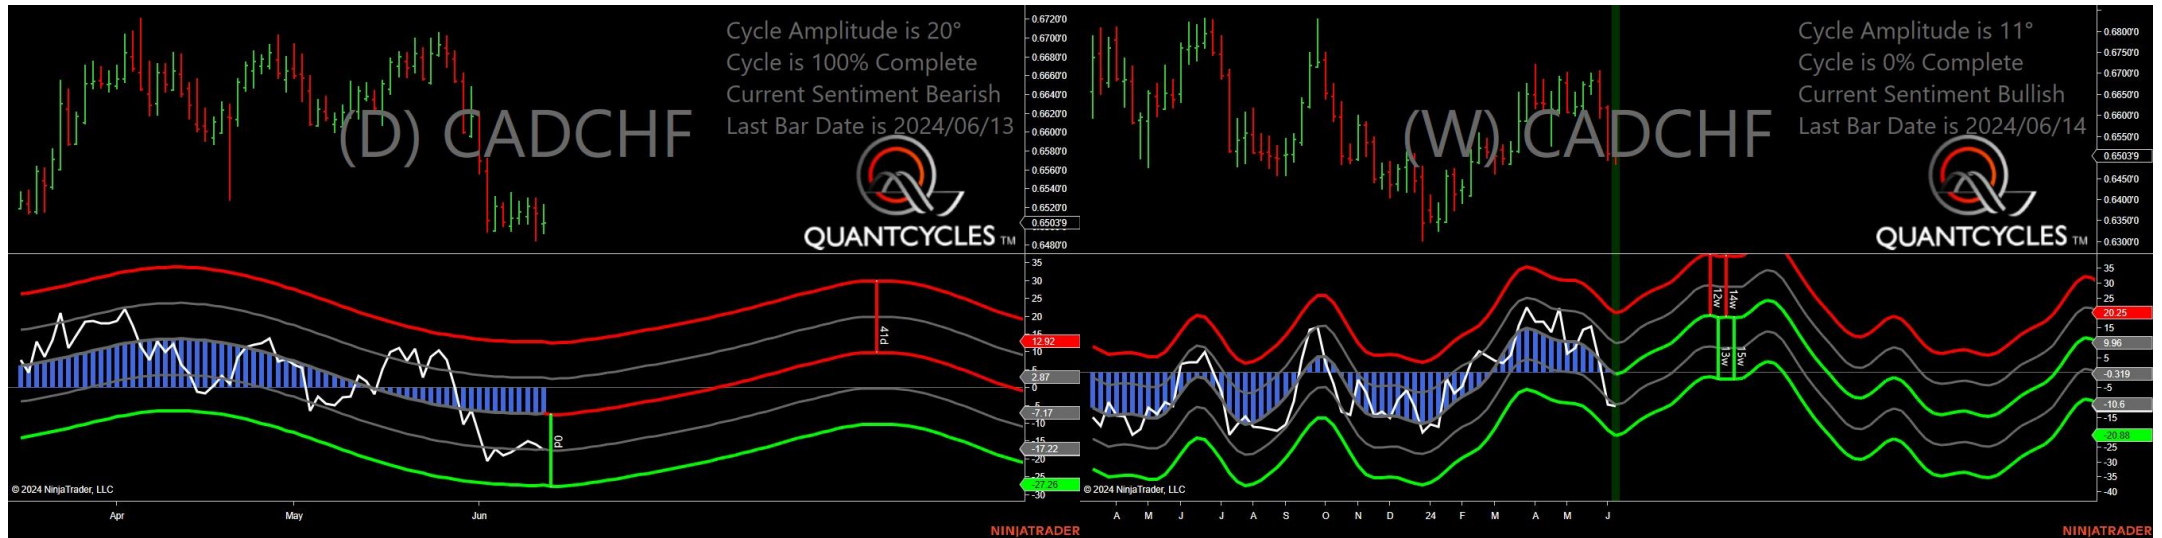 Cycle Amplitude is 20°
Cycle is 100% Complete
Current Sentiment Bearish
Last Bar Date is 2024/06/13
(D) CADCHF
QUANTCYCLES TM
0.6720'0
0.6700'0
0.6680'0
0.6660'0
0.6640'0
0.6620'0
0.6600'0
0.6580'0
0.6560'0
0.6540'0
0.6520'0
0.6503'9
0.6480'0
35
30
25
20
15
12.92
10
5
2.87
0
-5
-7.17
-10
-15
-17.22
-20
-25
-27.26
-30
41d
0d
© 2024 NinjaTrader, LLC
Apr May Jun
NINJATRADER
Cycle Amplitude is 11°
Cycle is 0% Complete
Current Sentiment Bullish
Last Bar Date is 2024/06/14
(W) CADCHF
QUANTCYCLES TM
0.6800'0
0.6750'0
0.6700'0
0.6650'0
0.6600'0
0.6550'0
0.6503'9
0.6450'0
0.6400'0
0.6350'0
0.6300'0
35
30
25
20.25
15
9.96
5
-0.319
-5
-10.6
-15
-20.88
-25
-30
-35
-40
12w
14w
13w
15w
© 2024 NinjaTrader, LLC
A M J J A S O N D 24 F M A M J
NINJATRADER